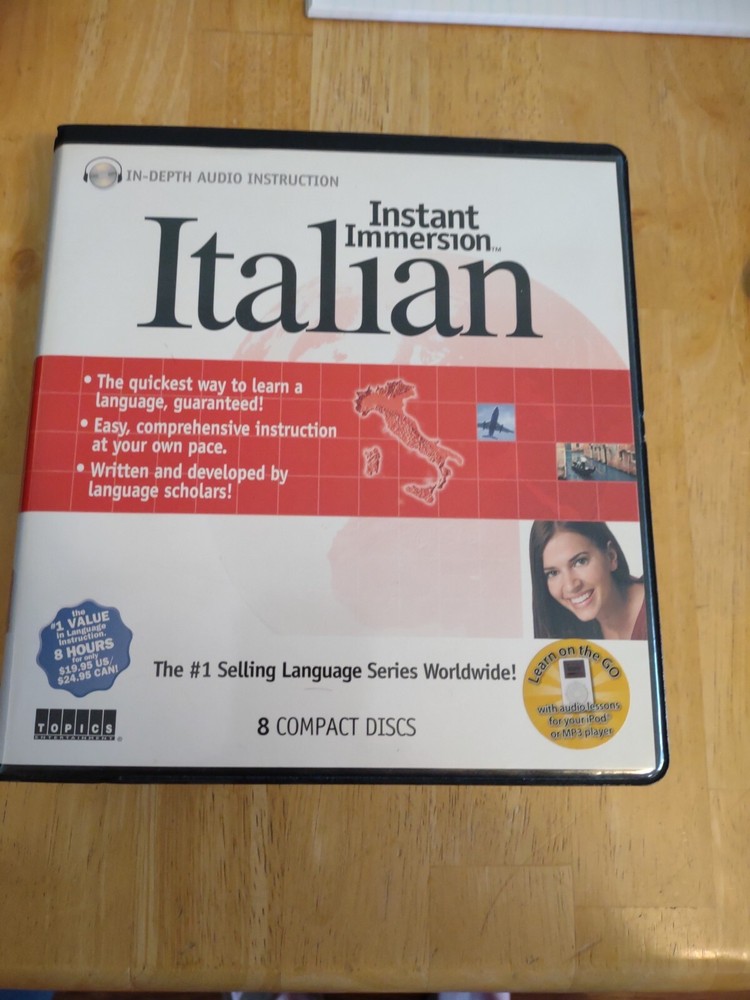 IN-DEPTH AUDIO INSTRUCTION
Instant
Immersion™
Italian
• The quickest way to learn a
language, guaranteed!
• Easy, comprehensive instruction
at your own pace.
• Written and developed by
language scholars!
the
#1 VALUE
in Language
Instruction.
8 HOURS
for only
$19.95 US/
$24.95 CAN!
The #1 Selling Language Series Worldwide!
Learn on the GO
with audio lessons
for your iPod®
or MP3 player
TOPICS
ENTERTAINMENT®
8 COMPACT DISCS